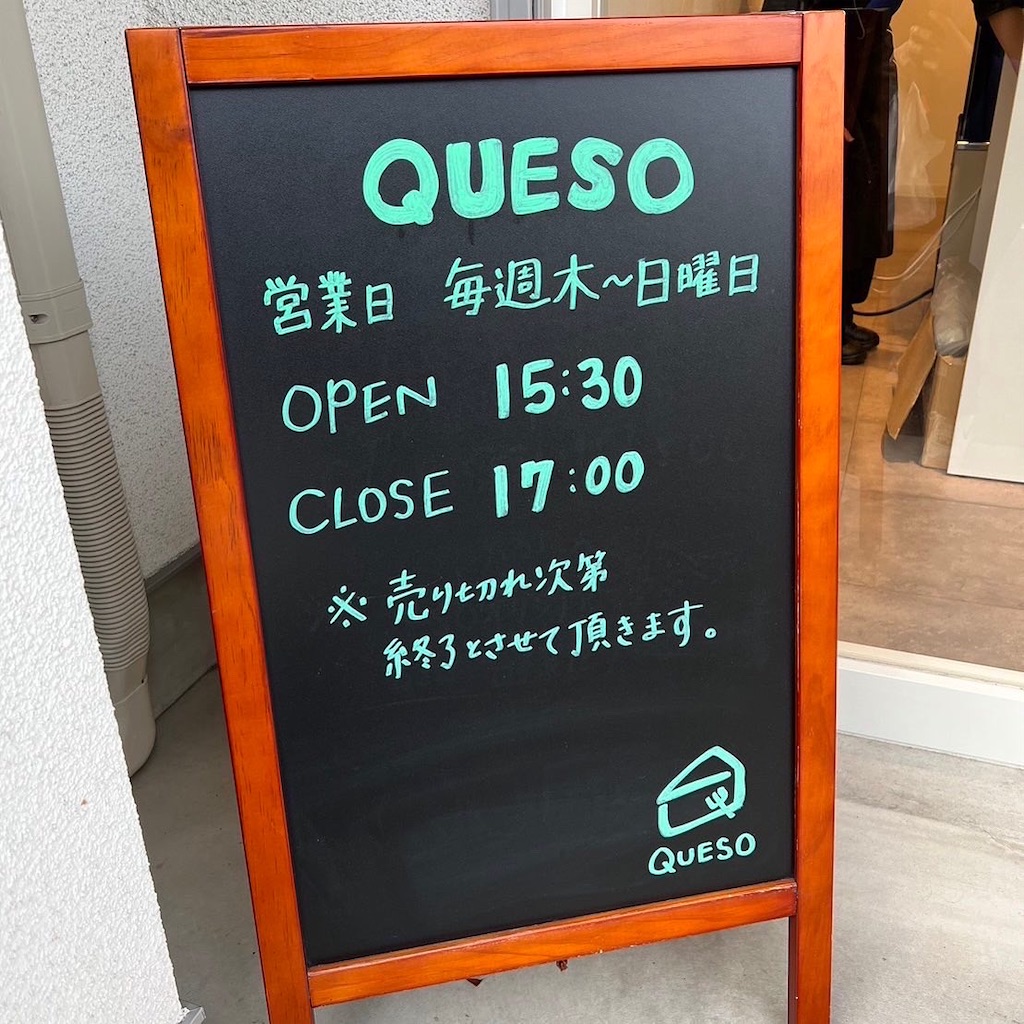 QUESO
営業日 毎週木~日曜日
OPEN 15:30
CLOSE 17:00
※ 売り切れ次第
終了とさせて頂きます。
QUESO